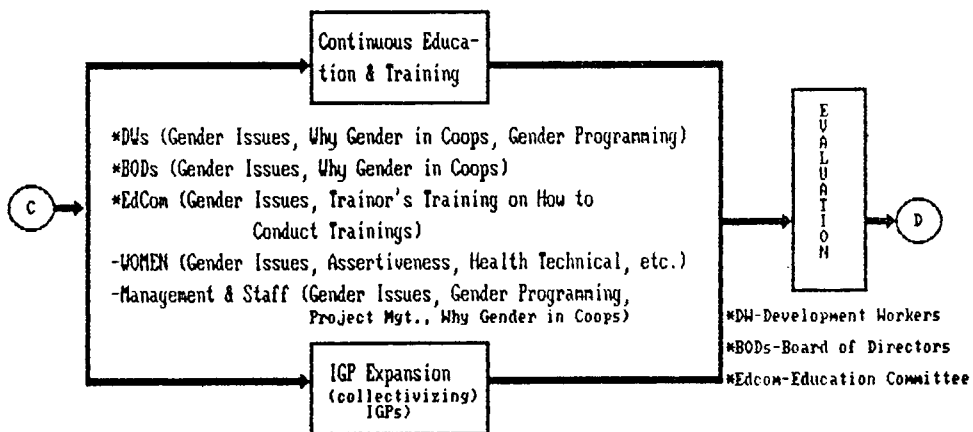 Continuous Educa-
tion & Training
*DWs (Gender Issues, Why Gender in Coops, Gender Programming)
*BODs (Gender Issues, Why Gender in Coops)
*EdCom (Gender Issues, Trainor's Training on How to
Conduct Trainings)
-WOMEN (Gender Issues, Assertiveness, Health Technical, etc.)
-Management & Staff (Gender Issues, Gender Programming,
Project Mgt., Why Gender in Coops)
C
IGP Expansion
(collectivizing)
IGPs)
EVALUATION
D
*DW-Development Workers
*BODs-Board of Directors
*Edcom-Education Committee